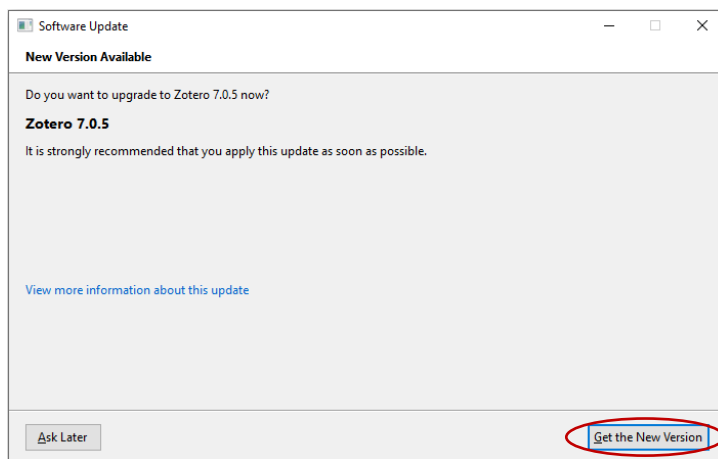 Software Update
New Version Available
Do you want to upgrade to Zotero 7.0.5 now?
Zotero 7.0.5
It is strongly recommended that you apply this update as soon as possible.
View more information about this update
Ask Later
Get the New Version